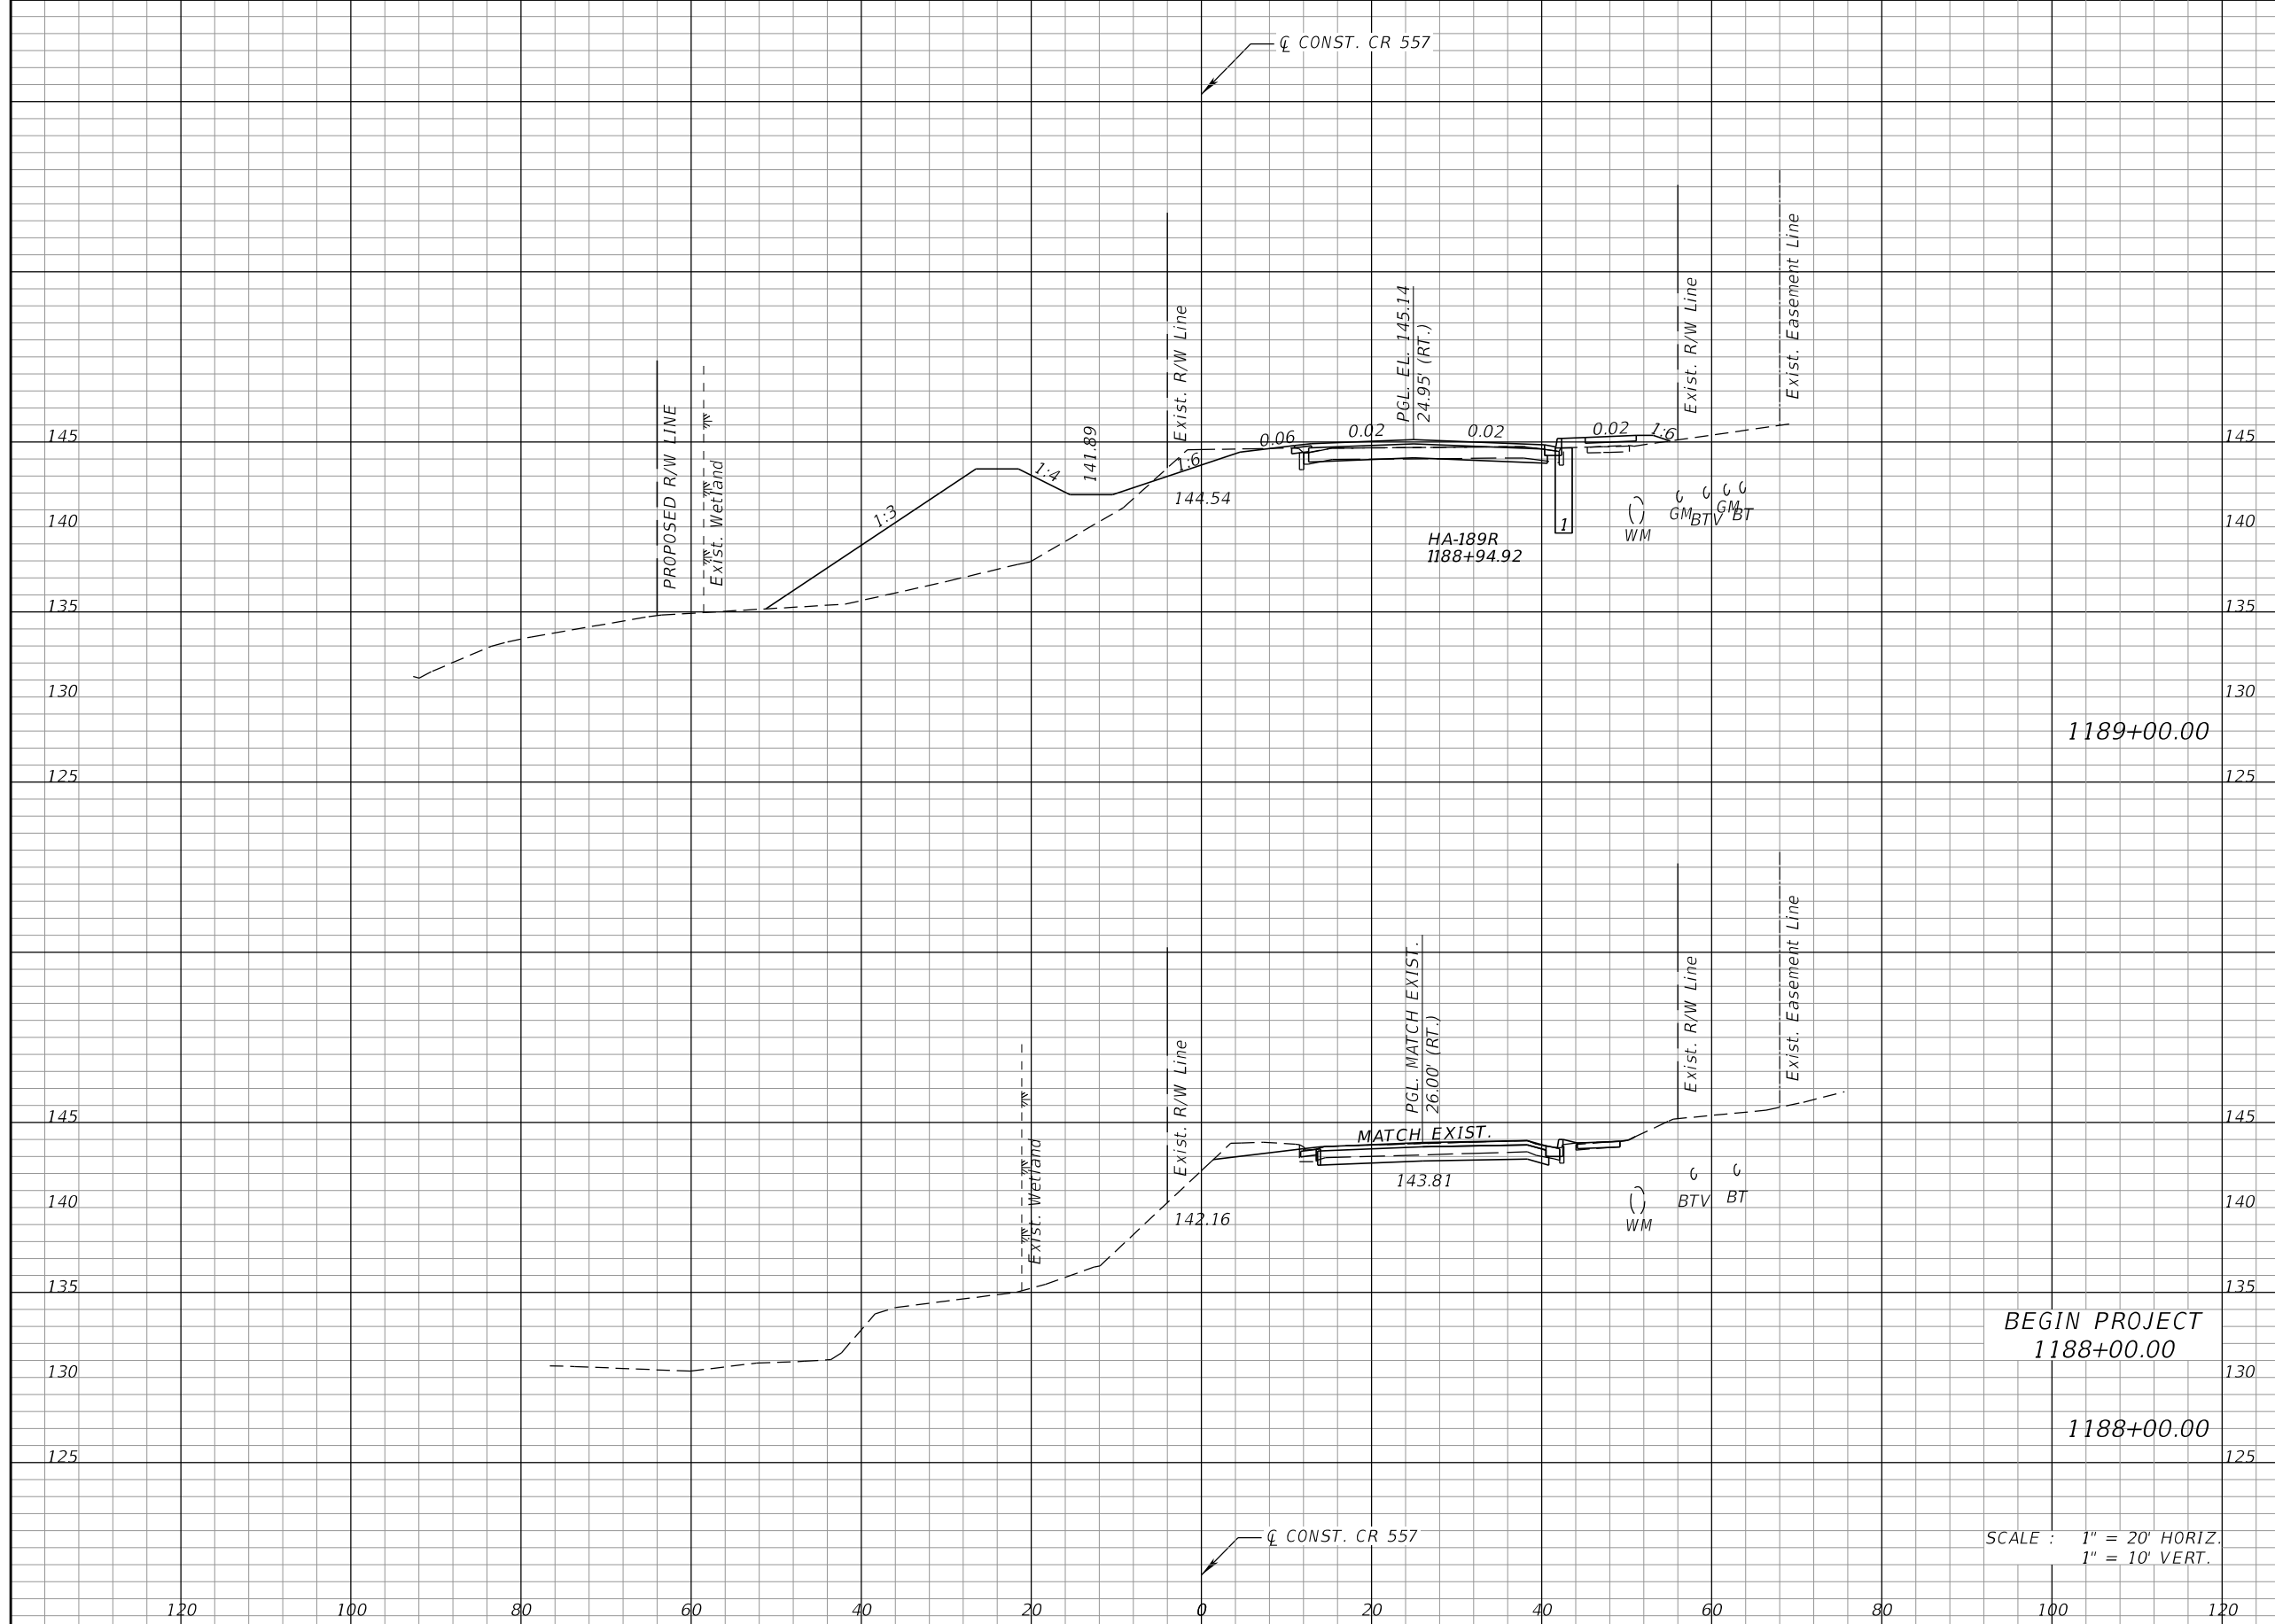 ℄ CONST. CR 557
PROPOSED R/W LINE
Exist. Wetland
1:3
1:4
141.89
Exist. R/W Line
1:6
144.54
0.06
0.02
PGL. EL. 145.14
24.95' (RT.)
0.02
0.02
1:6
Exist. R/W Line
Exist. Easement Line
145 145
140 140
135 135
130 130
125 125
1
HA-189R
1188+94.92
WM
GM
BTV
GM
BT
1189+00.00
Exist. Wetland
Exist. R/W Line
142.16
PGL. MATCH EXIST.
26.00' (RT.)
MATCH EXIST.
143.81
Exist. R/W Line
Exist. Easement Line
WM
BTV
BT
145 145
140 140
135 135
130 130
125 125
BEGIN PROJECT
1188+00.00
1188+00.00
℄ CONST. CR 557
SCALE : 1" = 20' HORIZ.
1" = 10' VERT.
120 100 80 60 40 20 0 20 40 60 80 100 120